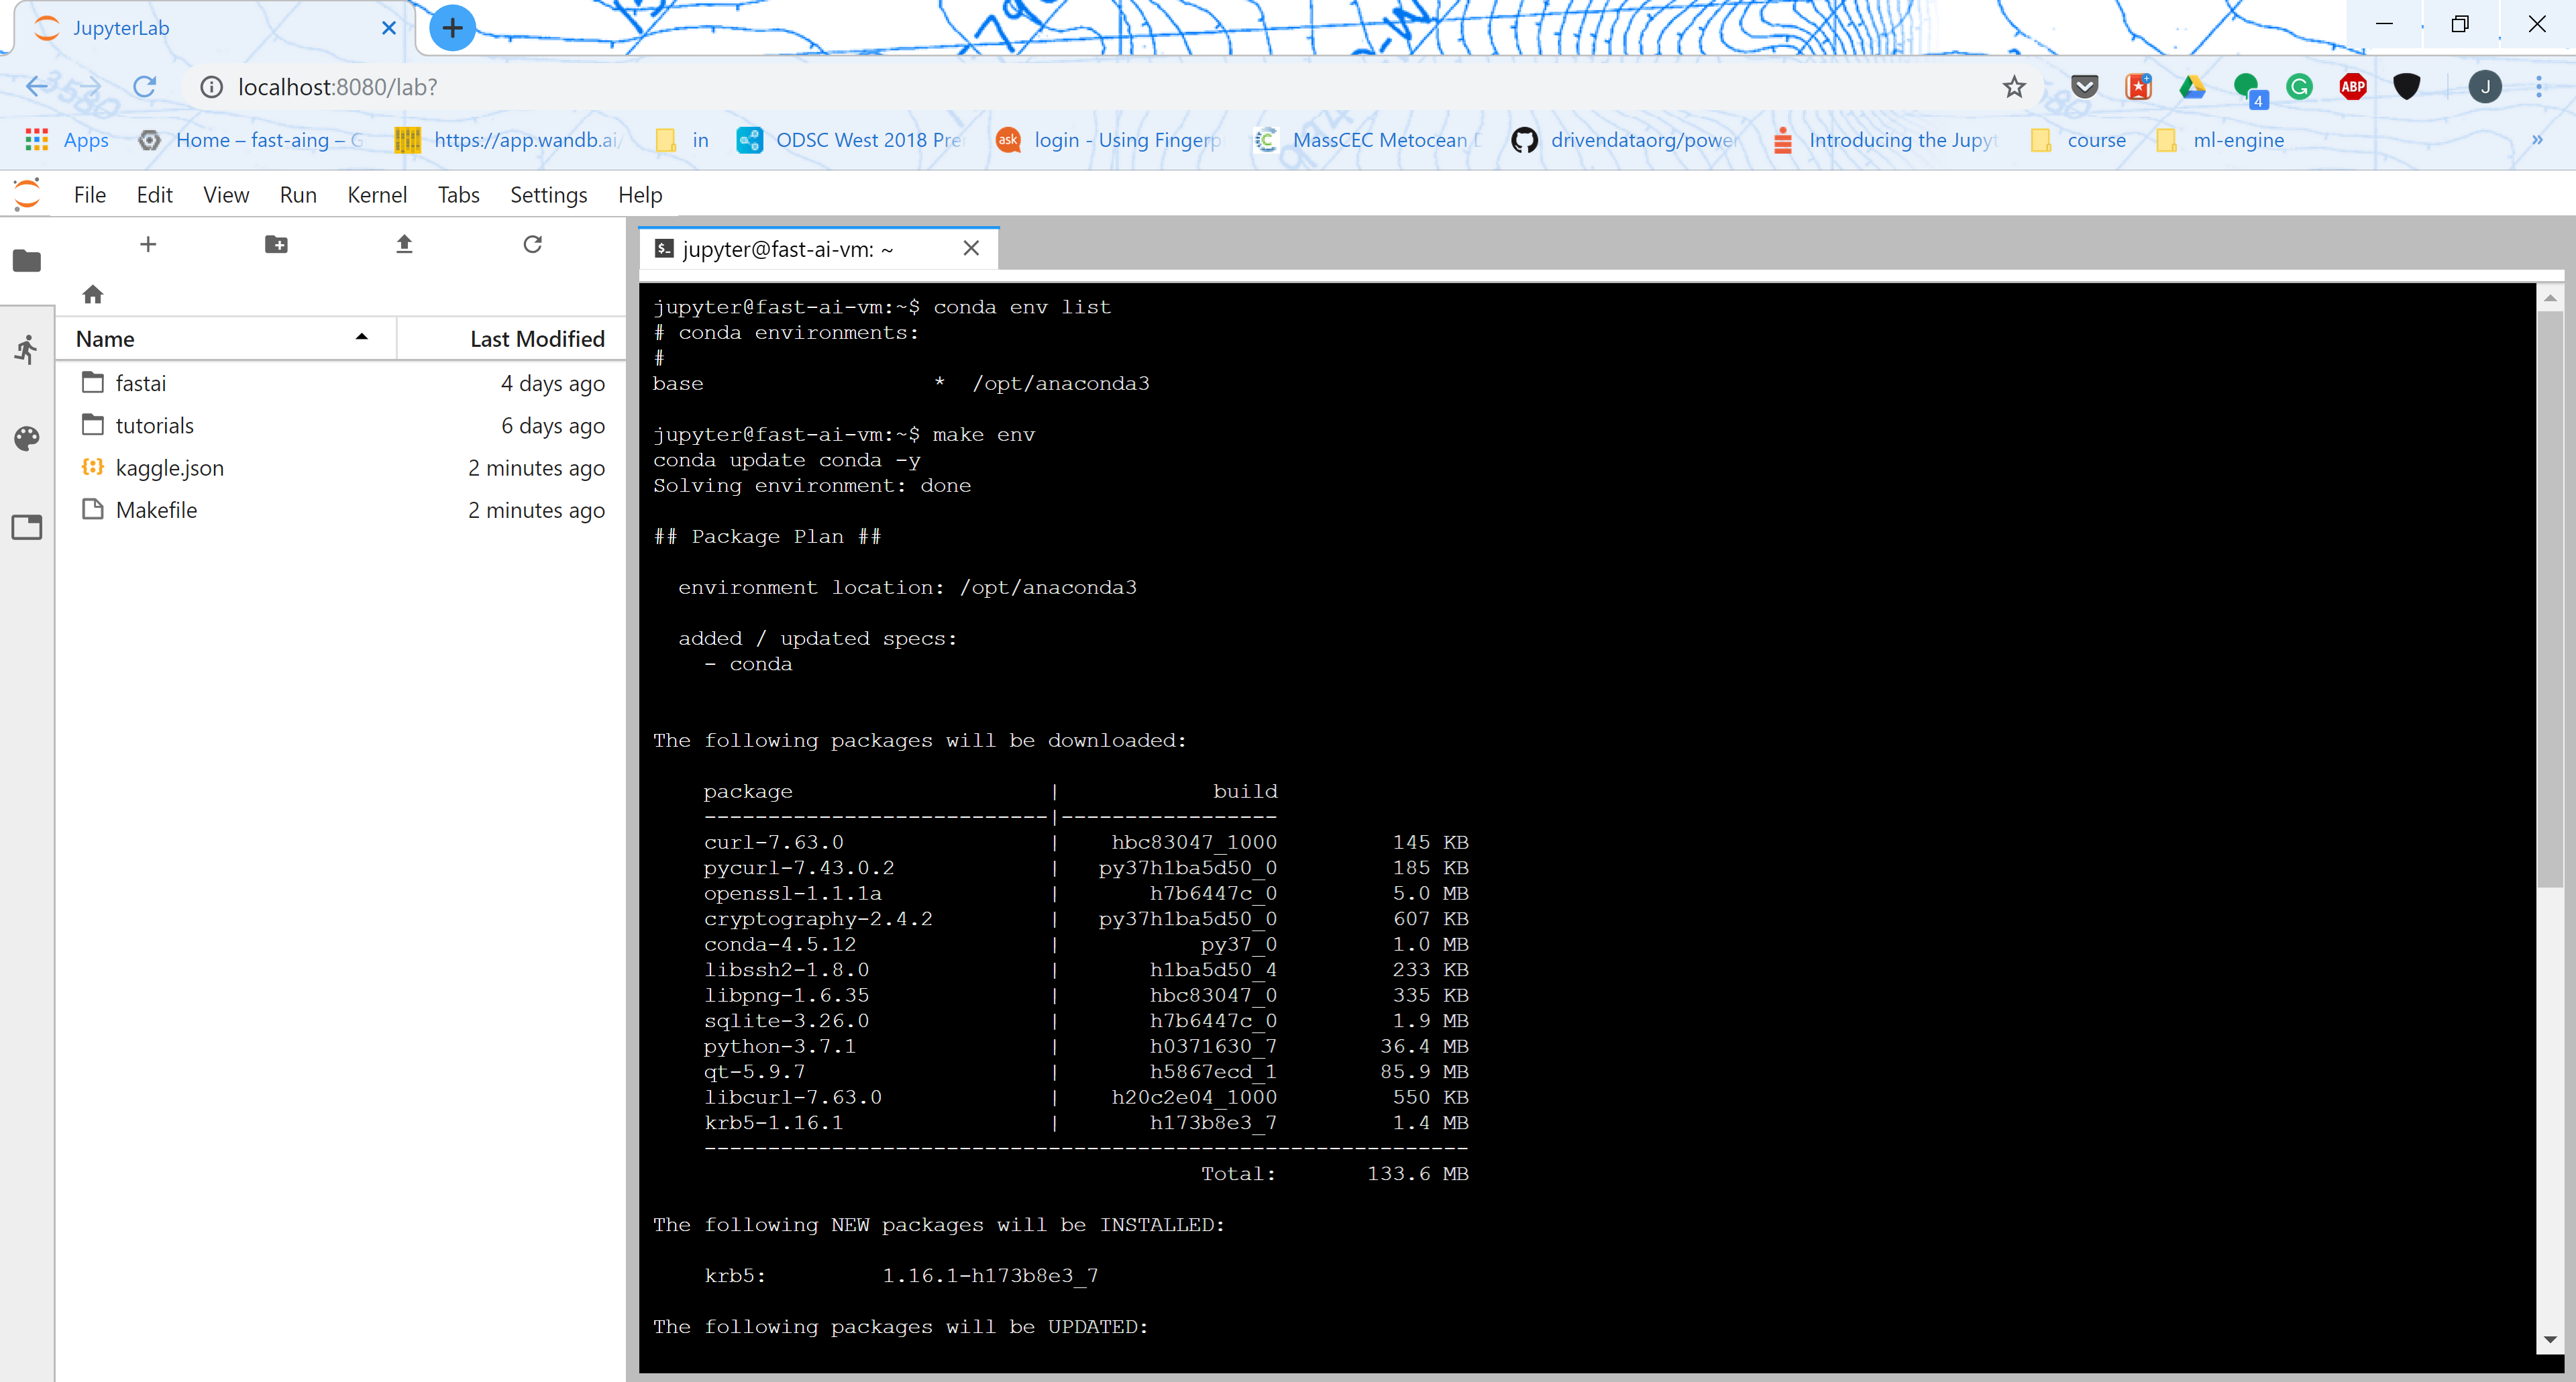 JupyterLab
localhost:8080/lab?
4
ABP
J
Apps
Home – fast-aing – G
https://app.wandb.ai/
in
ODSC West 2018 Pre
ask
login - Using Fingerp
MassCEC Metocean D
drivendataorg/power
Introducing the Jupyt
course
ml-engine
»
File Edit View Run Kernel Tabs Settings Help
jupyter@fast-ai-vm: ~
Name Last Modified
fastai 4 days ago
tutorials 6 days ago
kaggle.json 2 minutes ago
Makefile 2 minutes ago
jupyter@fast-ai-vm:~$ conda env list
# conda environments:
#
base * /opt/anaconda3
jupyter@fast-ai-vm:~$ make env
conda update conda -y
Solving environment: done
## Package Plan ##
environment location: /opt/anaconda3
added / updated specs:
- conda
The following packages will be downloaded:
package | build
---------------------------|-----------------
curl-7.63.0 | hbc83047_1000 145 KB
pycurl-7.43.0.2 | py37h1ba5d50_0 185 KB
openssl-1.1.1a | h7b6447c_0 5.0 MB
cryptography-2.4.2 | py37h1ba5d50_0 607 KB
conda-4.5.12 | py37_0 1.0 MB
libssh2-1.8.0 | h1ba5d50_4 233 KB
libpng-1.6.35 | hbc83047_0 335 KB
sqlite-3.26.0 | h7b6447c_0 1.9 MB
python-3.7.1 | h0371630_7 36.4 MB
qt-5.9.7 | h5867ecd_1 85.9 MB
libcurl-7.63.0 | h20c2e04_1000 550 KB
krb5-1.16.1 | h173b8e3_7 1.4 MB
------------------------------------------------------------
Total: 133.6 MB
The following NEW packages will be INSTALLED:
krb5: 1.16.1-h173b8e3_7
The following packages will be UPDATED: